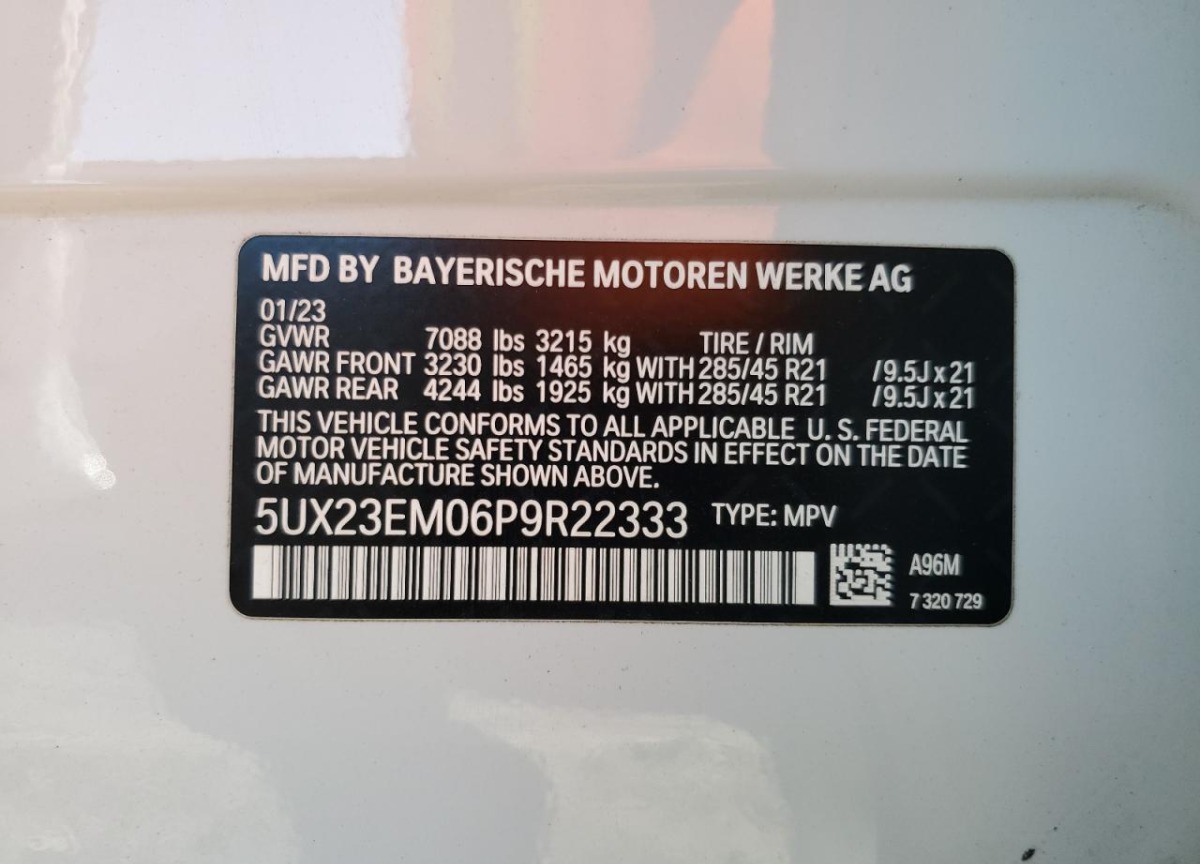 MFD BY BAYERISCHE MOTOREN WERKE AG
01/23
GVWR 7088 lbs 3215 kg TIRE / RIM
GAWR FRONT 3230 lbs 1465 kg WITH 285/45 R21 /9.5J x 21
GAWR REAR 4244 lbs 1925 kg WITH 285/45 R21 /9.5J x 21
THIS VEHICLE CONFORMS TO ALL APPLICABLE U. S. FEDERAL
MOTOR VEHICLE SAFETY STANDARDS IN EFFECT ON THE DATE
OF MANUFACTURE SHOWN ABOVE.
5UX23EM06P9R22333 TYPE: MPV
A96M
7 320 729